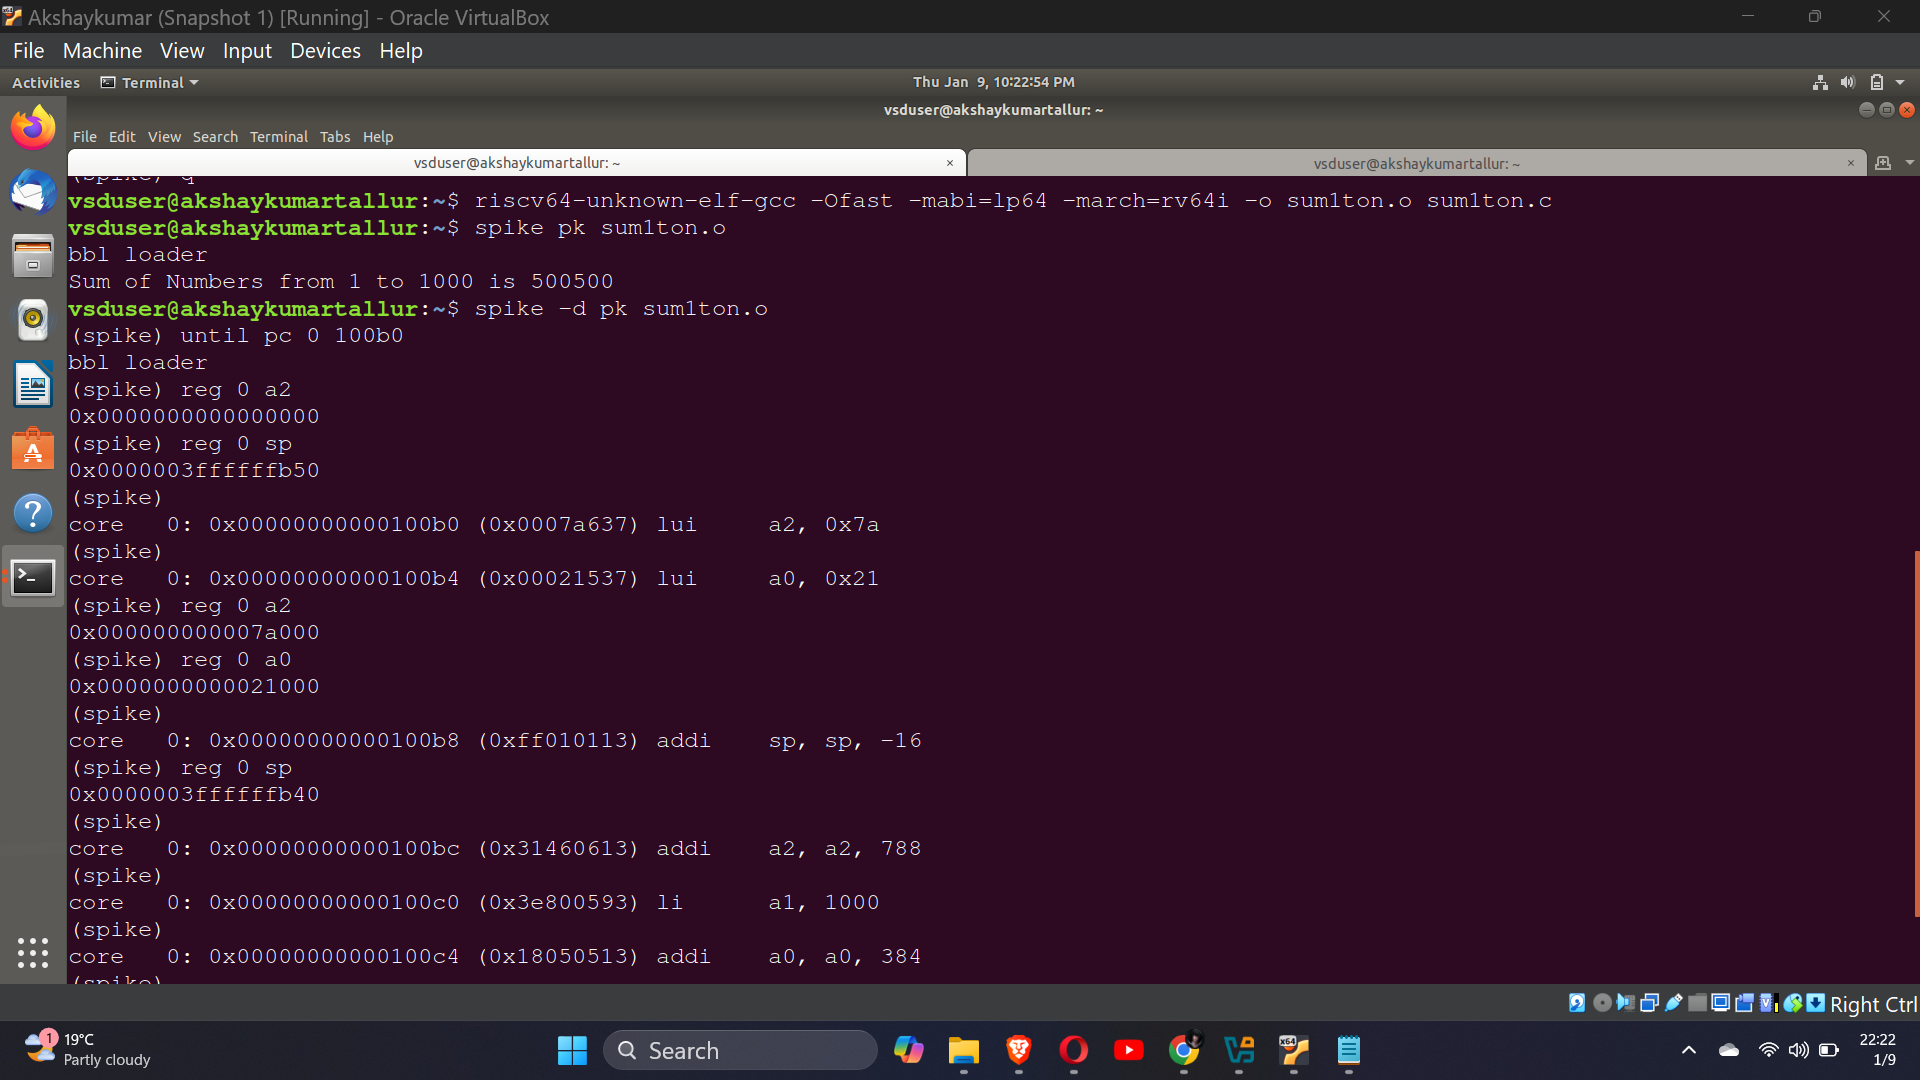 Akshaykumar (Snapshot 1) [Running] - Oracle VirtualBox
File Machine View Input Devices Help
Activities Terminal Thu Jan 9, 10:22:54 PM
vsduser@akshaykumartallur: ~
File Edit View Search Terminal Tabs Help
vsduser@akshaykumartallur: ~ × vsduser@akshaykumartallur: ~ ×
(spike) q
vsduser@akshaykumartallur:~$ riscv64-unknown-elf-gcc -Ofast -mabi=lp64 -march=rv64i -o sum1ton.o sum1ton.c
vsduser@akshaykumartallur:~$ spike pk sum1ton.o
bbl loader
Sum of Numbers from 1 to 1000 is 500500
vsduser@akshaykumartallur:~$ spike -d pk sum1ton.o
(spike) until pc 0 100b0
bbl loader
(spike) reg 0 a2
0x0000000000000000
(spike) reg 0 sp
0x0000003ffffffb50
(spike)
core   0: 0x00000000000100b0 (0x0007a637) lui     a2, 0x7a
(spike)
core   0: 0x00000000000100b4 (0x00021537) lui     a0, 0x21
(spike) reg 0 a2
0x000000000007a000
(spike) reg 0 a0
0x0000000000021000
(spike)
core   0: 0x00000000000100b8 (0xff010113) addi    sp, sp, -16
(spike) reg 0 sp
0x0000003ffffffb40
(spike)
core   0: 0x00000000000100bc (0x31460613) addi    a2, a2, 788
(spike)
core   0: 0x00000000000100c0 (0x3e800593) li      a1, 1000
(spike)
core   0: 0x00000000000100c4 (0x18050513) addi    a0, a0, 384
(spike)
Right Ctrl
1 19°C
Partly cloudy
Search
22:22
1/9